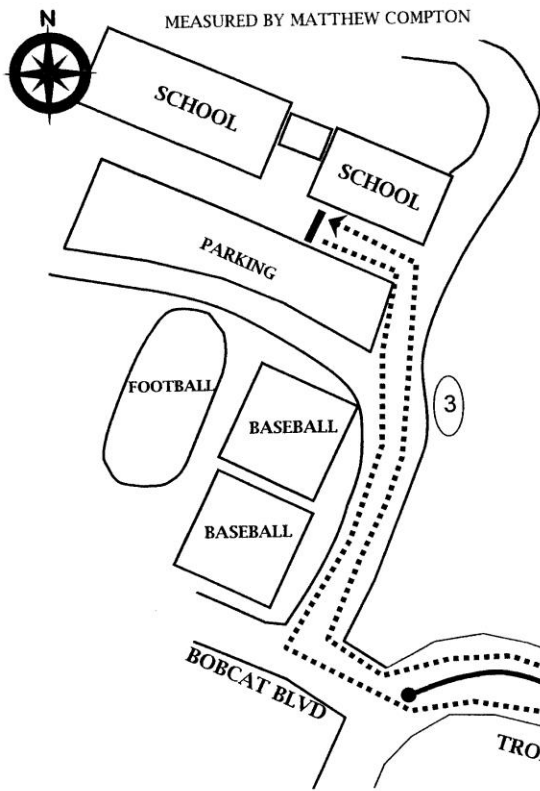 N
MEASURED BY MATTHEW COMPTON
SCHOOL
SCHOOL
PARKING
FOOTBALL
BASEBALL
3
BASEBALL
BOBCAT BLVD